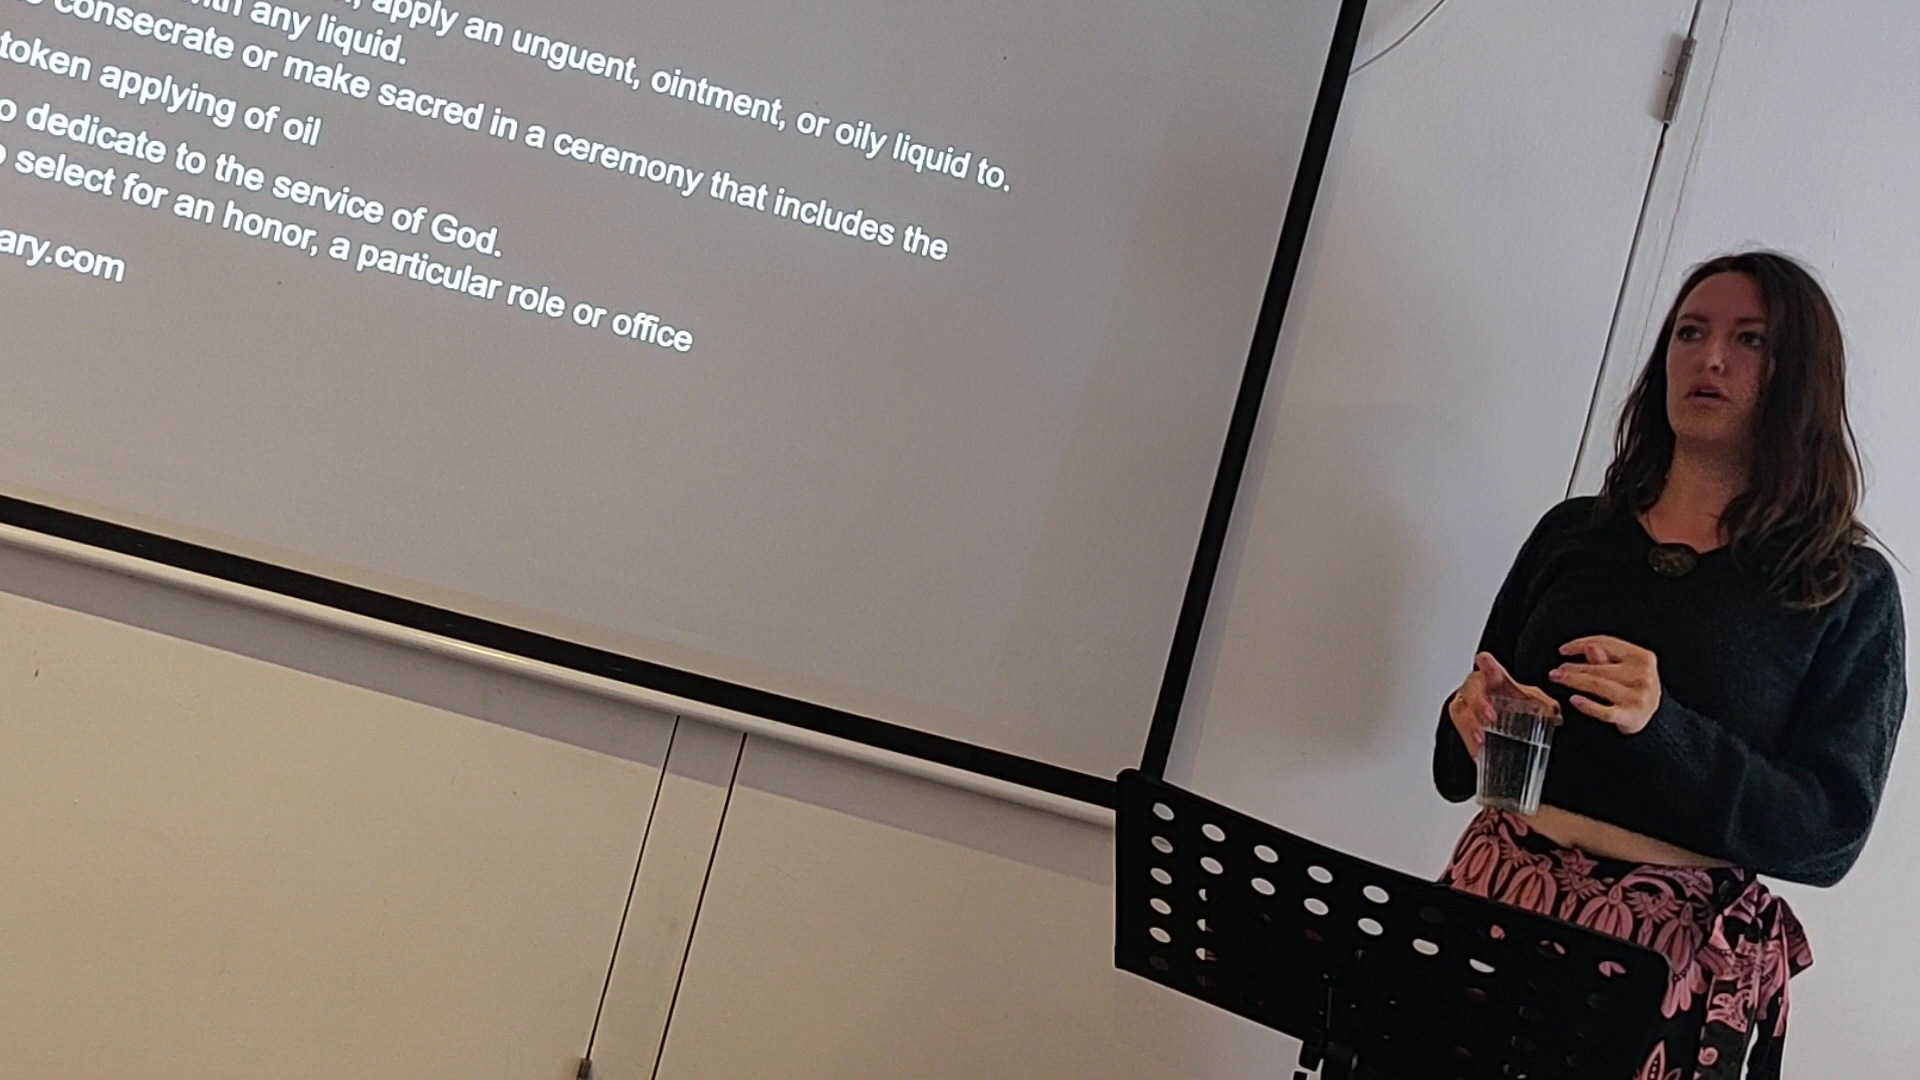 apply an unguent, ointment, or oily liquid to.
with any liquid.
consecrate or make sacred in a ceremony that includes the
token applying of oil
dedicate to the service of God.
select for an honor, a particular role or office
ary.com